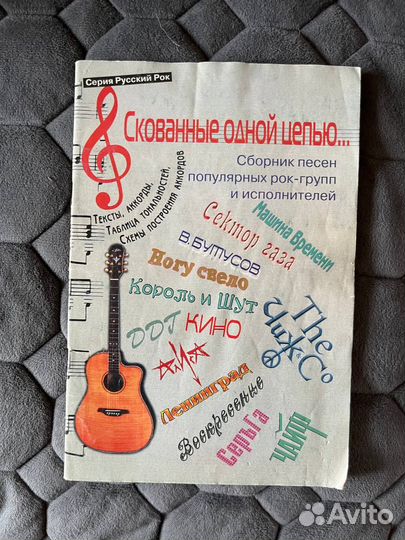 Серия Русский Рок
Скованные одной цепью...
Сборник песен
популярных рок-групп
и исполнителей
Тексты, аккорды,
Таблица тональностей,
Схемы построения аккордов
Машина Времени
Сектор газа
В. Бутусов
Ногу свело
Король и Шут
The
Чиж & Co
ДДТ
КИНО
Алиса
Ленинград
Воскресение
Серьга
Чайф
Avito